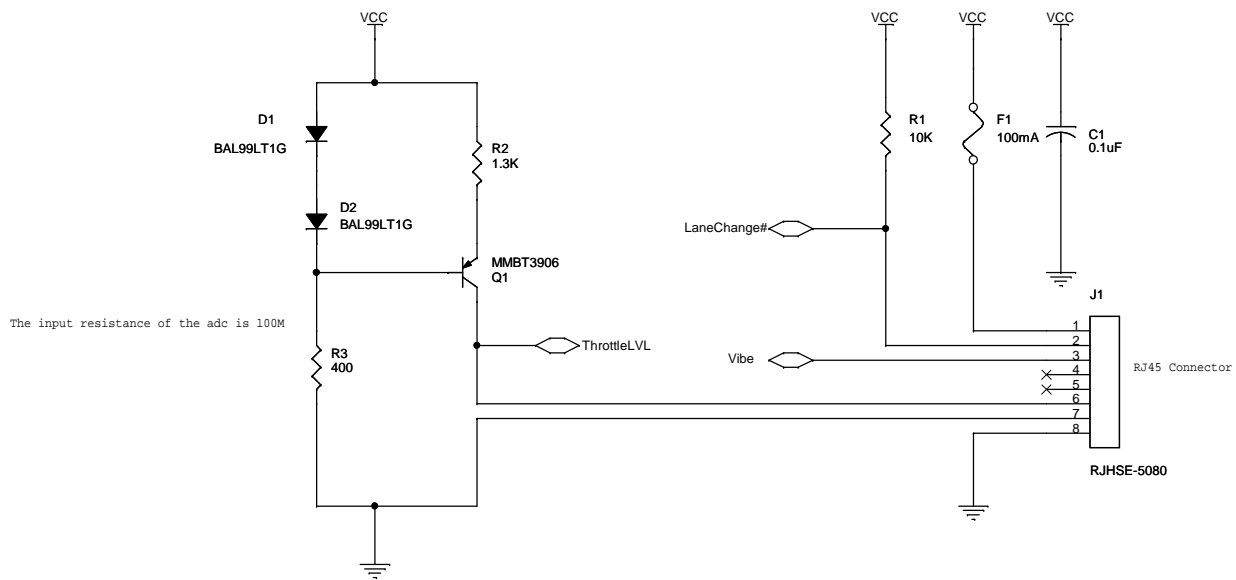 VCC
VCC
VCC
VCC
D1
BAL99LT1G
R2
1.3K
R1
10K
F1
100mA
C1
0.1uF
D2
BAL99LT1G
LaneChange#
MMBT3906
Q1
J1
The input resistance of the adc is 100M
ThrottleLVL
R3
400
Vibe
1
2
3
4
5
6
7
8
RJ45 Connector
RJHSE-5080